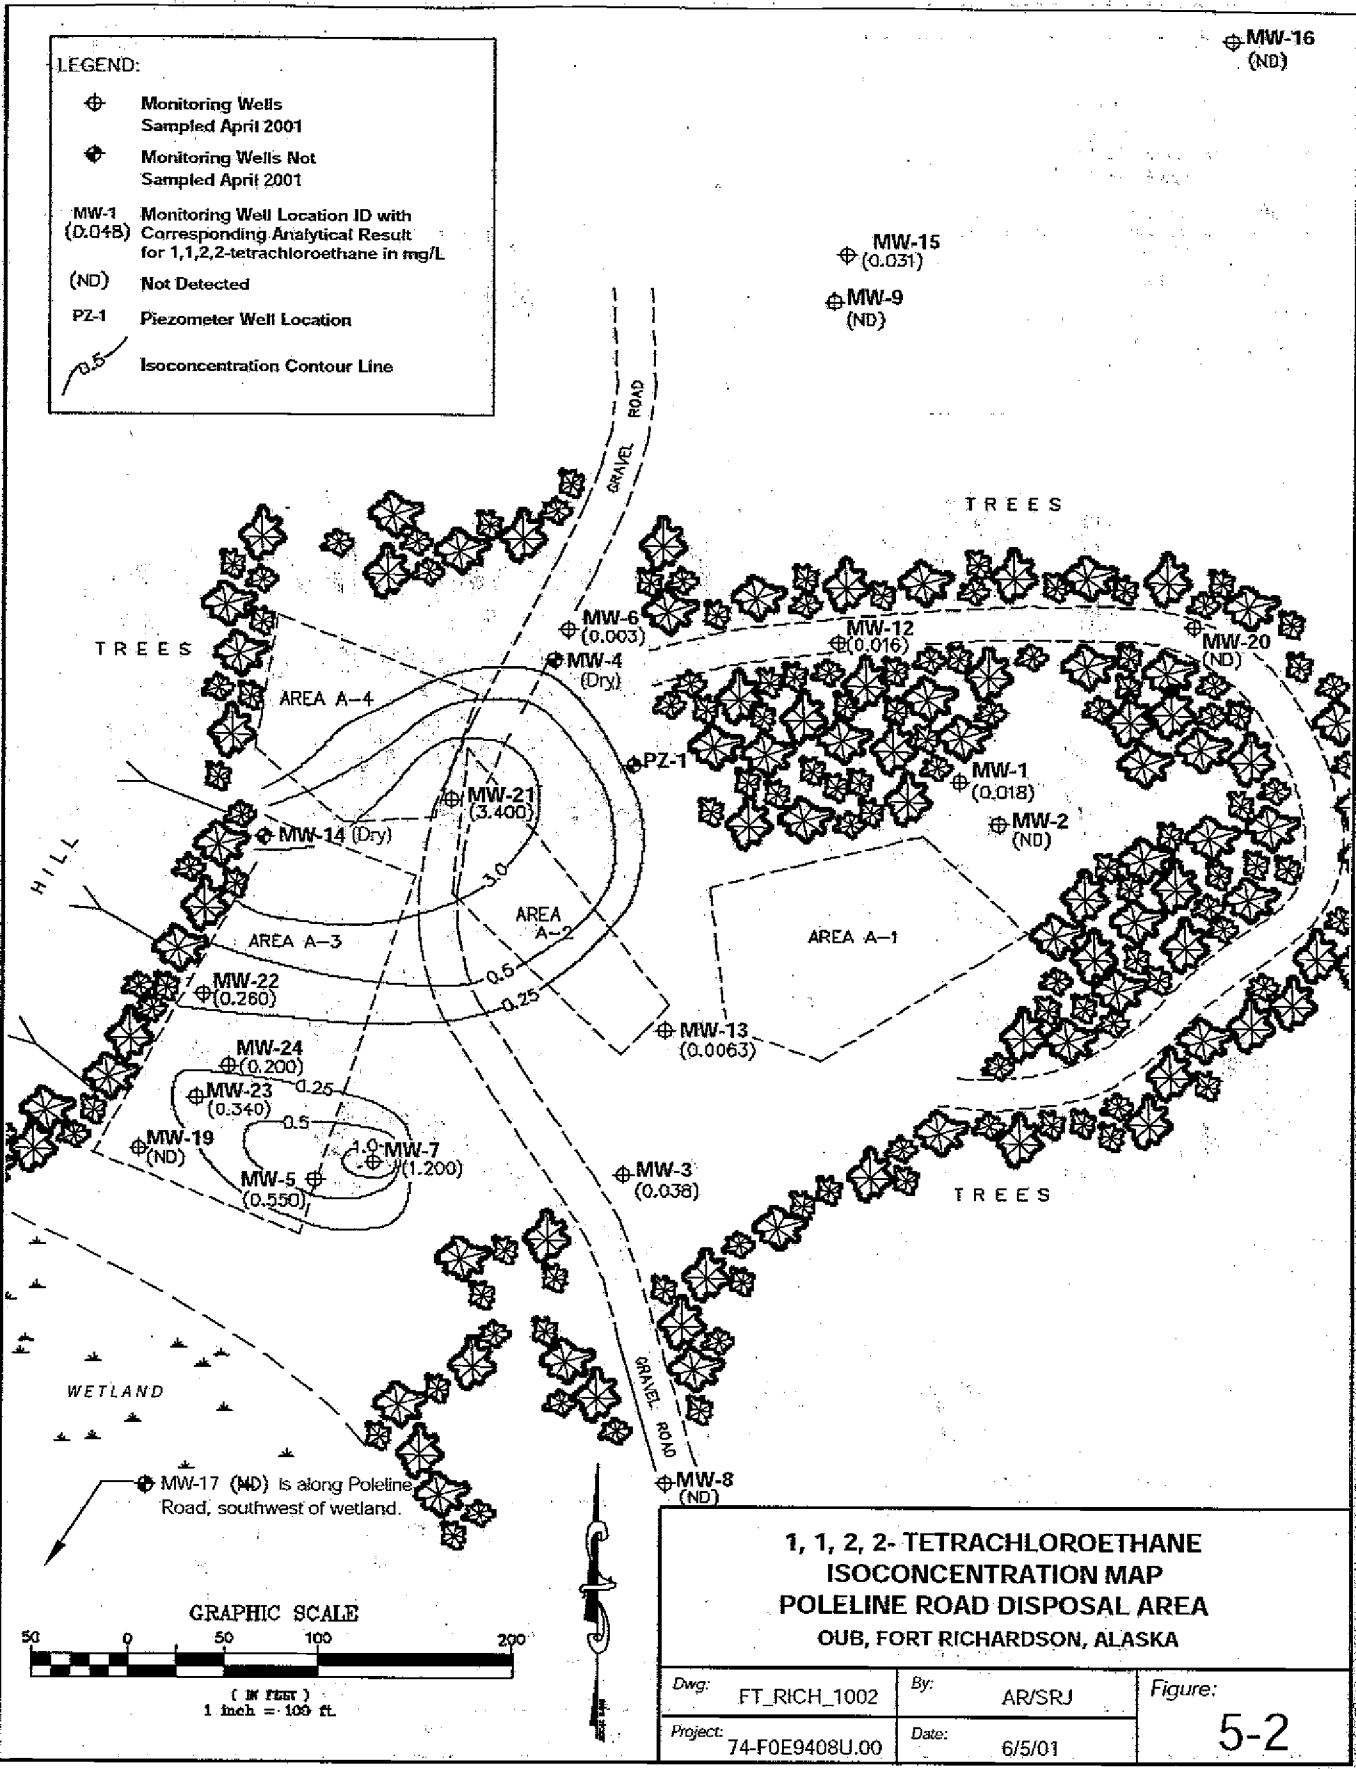 LEGEND:
Monitoring Wells
Sampled April 2001
Monitoring Wells Not
Sampled April 2001
MW-1 Monitoring Well Location ID with
(0.048) Corresponding Analytical Result
for 1,1,2,2-tetrachloroethane in mg/L
(ND) Not Detected
PZ-1 Piezometer Well Location
0.5 Isoconcentration Contour Line
MW-16
(ND)
MW-15
(0.031)
MW-9
(ND)
GRAVEL ROAD
TREES
MW-6
(0.003)
MW-12
(0.016)
MW-20
(ND)
TREES
MW-4
(Dry)
AREA A-4
PZ-1
MW-1
(0.018)
MW-21
(3.400)
MW-2
(ND)
MW-14 (Dry)
HILL
3.0
AREA
A-2
AREA A-3
AREA A-1
0.5
MW-22
(0.260)
0.25
MW-13
(0.0063)
MW-24
(0.200)
MW-23
(0.340)
0.25
0.5
MW-19
(ND)
1.0
MW-7
(1.200)
MW-5
(0.550)
MW-3
(0.038)
TREES
GRAVEL ROAD
WETLAND
MW-17 (ND) is along Poleline
Road, southwest of wetland.
MW-8
(ND)
GRAPHIC SCALE
50 0 50 100 200
( IN FEET )
1 inch = 100 ft.
1, 1, 2, 2- TETRACHLOROETHANE
ISOCONCENTRATION MAP
POLELINE ROAD DISPOSAL AREA
OUB, FORT RICHARDSON, ALASKA
Dwg: FT_RICH_1002
By: AR/SRJ
Figure:
5-2
Project: 74-F0E9408U.00
Date: 6/5/01